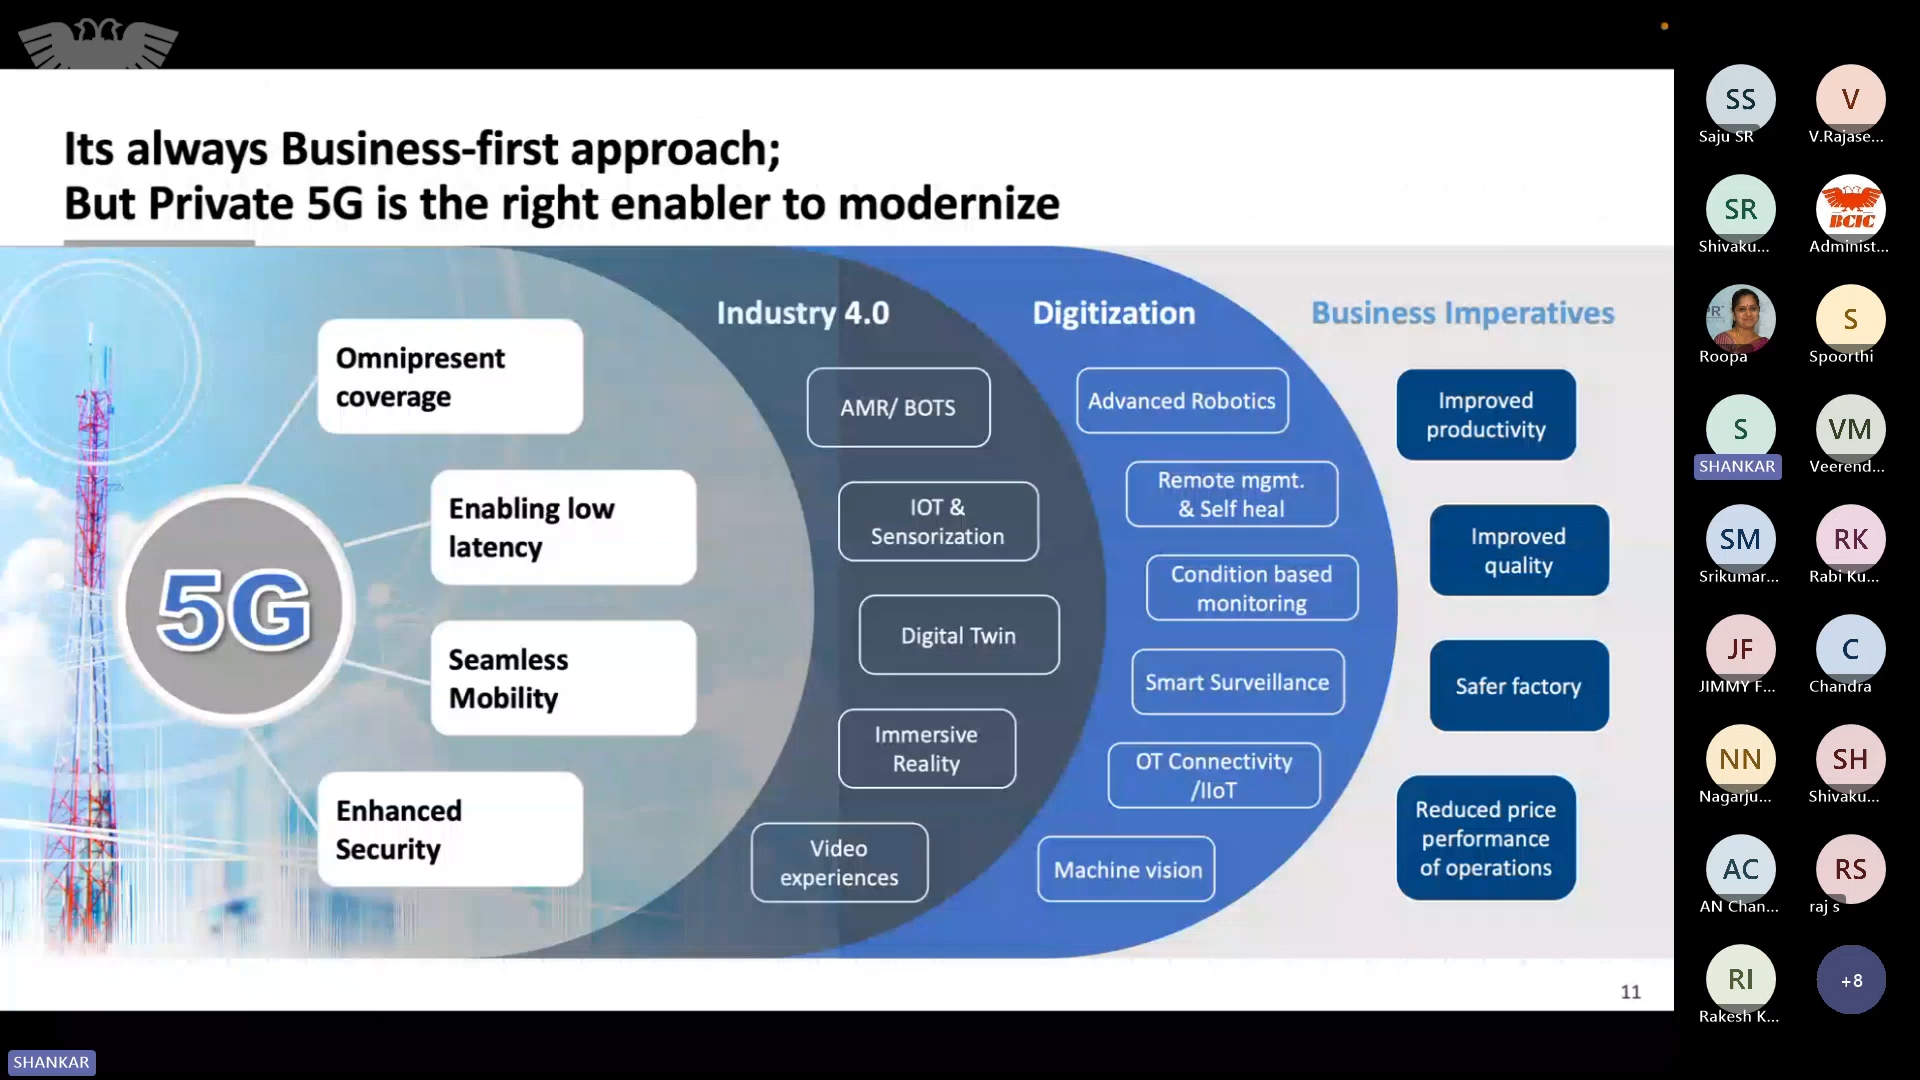 Its always Business-first approach;
But Private 5G is the right enabler to modernize
5G
Omnipresent
coverage
Enabling low
latency
Seamless
Mobility
Enhanced
Security
Industry 4.0
AMR/ BOTS
IOT &
Sensorization
Digital Twin
Immersive
Reality
Video
experiences
Digitization
Advanced Robotics
Remote mgmt.
& Self heal
Condition based
monitoring
Smart Surveillance
OT Connectivity
/IIoT
Machine vision
Business Imperatives
Improved
productivity
Improved
quality
Safer factory
Reduced price
performance
of operations
11
SHANKAR
SS
Saju SR
V
V.Rajase...
SR
Shivaku...
BCIC
Administ...
Roopa
S
Spoorthi
S
SHANKAR
VM
Veerend...
SM
Srikumar...
RK
Rabi Ku...
JF
JIMMY F...
C
Chandra
NN
Nagarju...
SH
Shivaku...
AC
AN Chan...
RS
raj s
RI
Rakesh K...
+8